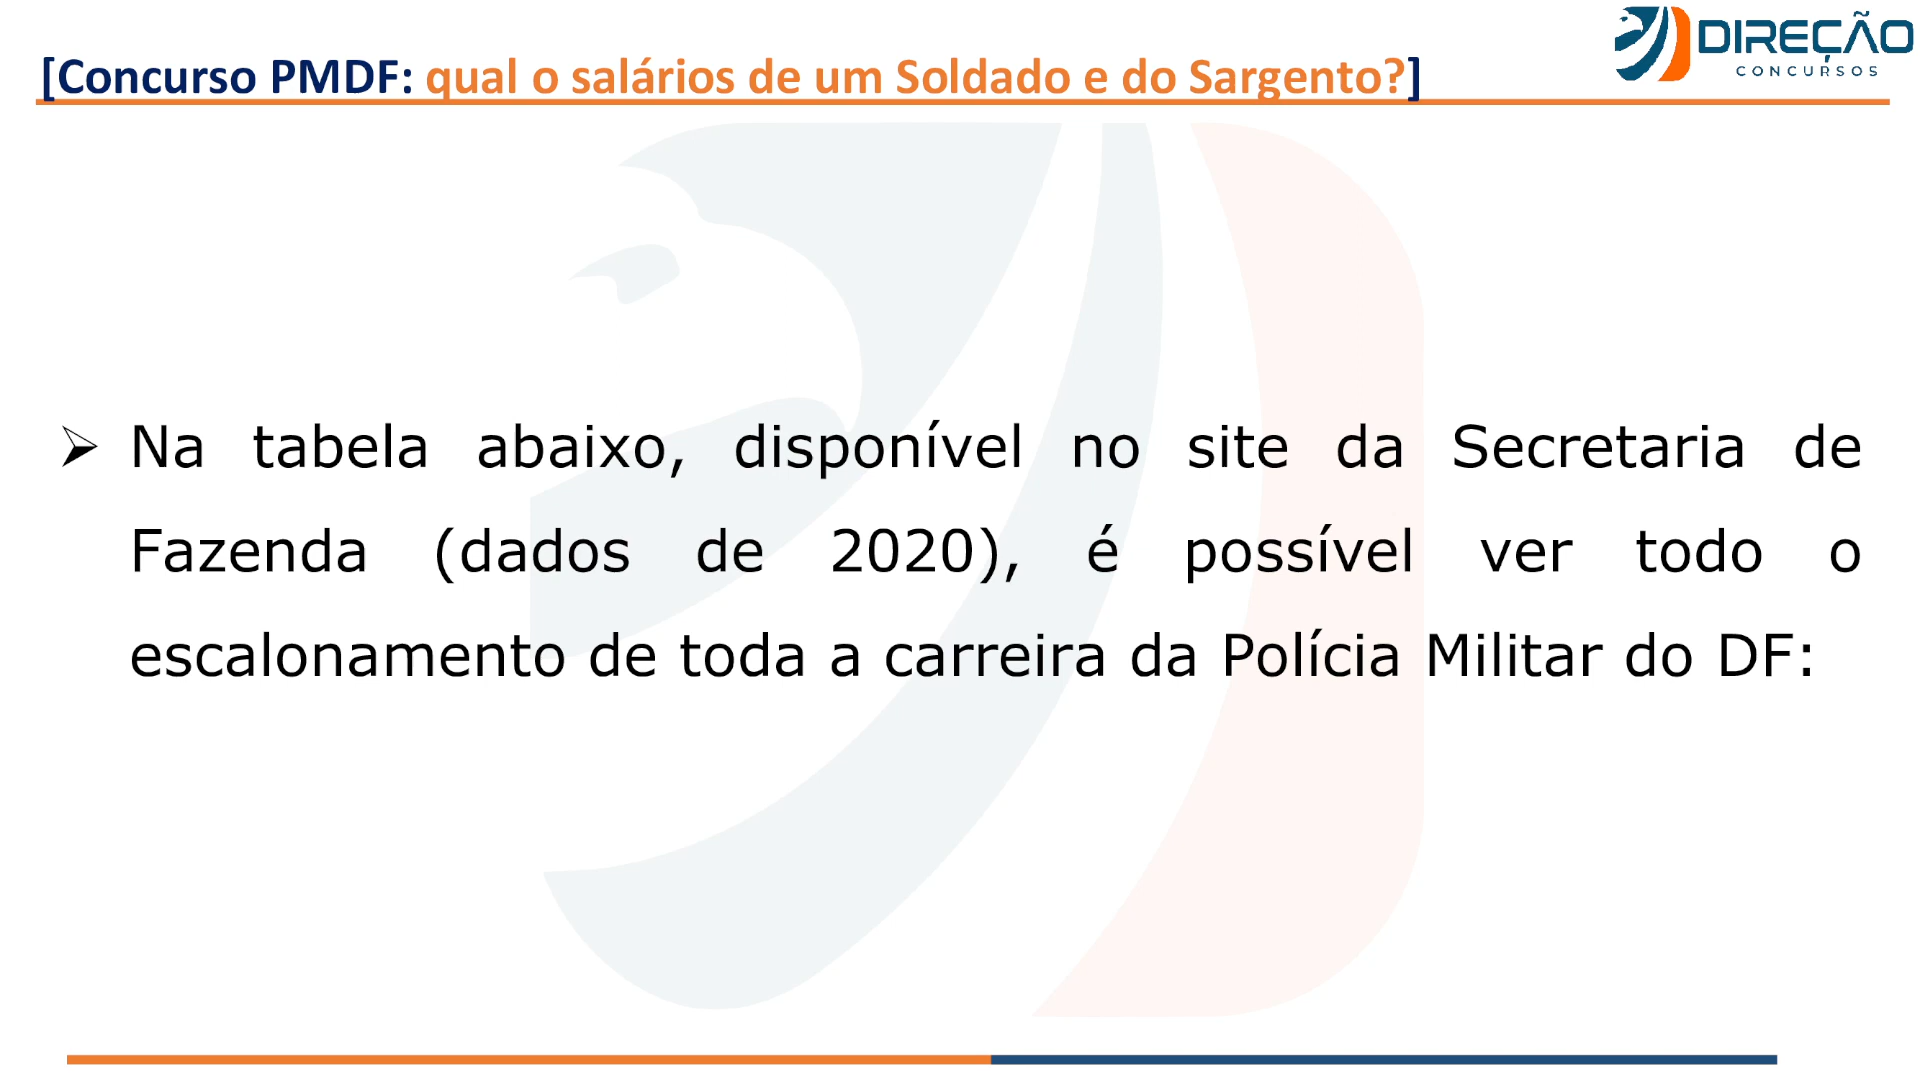 [Concurso PMDF: qual o salários de um Soldado e do Sargento?]
DIREÇÃO
CONCURSOS
➢ Na tabela abaixo, disponível no site da Secretaria de
Fazenda (dados de 2020), é possível ver todo o
escalonamento de toda a carreira da Polícia Militar do DF: